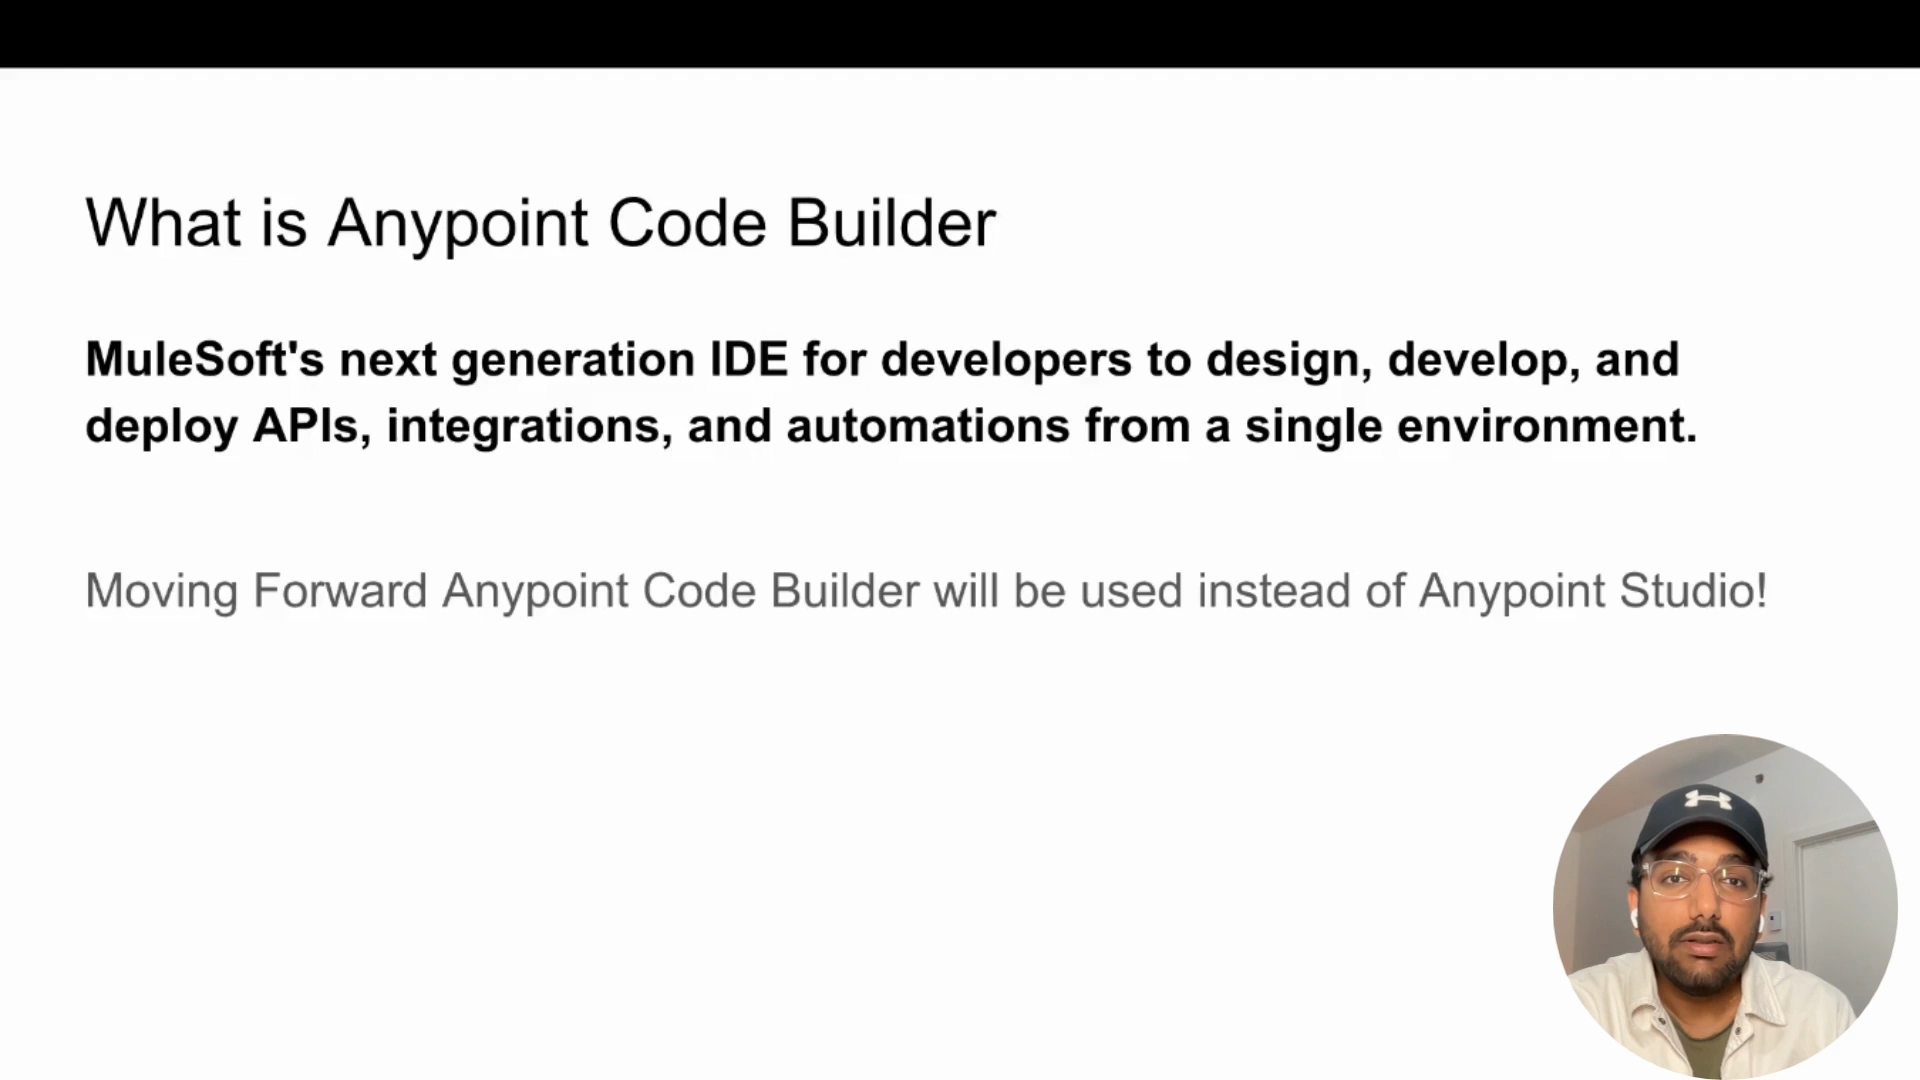 What is Anypoint Code Builder
MuleSoft's next generation IDE for developers to design, develop, and
deploy APIs, integrations, and automations from a single environment.
Moving Forward Anypoint Code Builder will be used instead of Anypoint Studio!